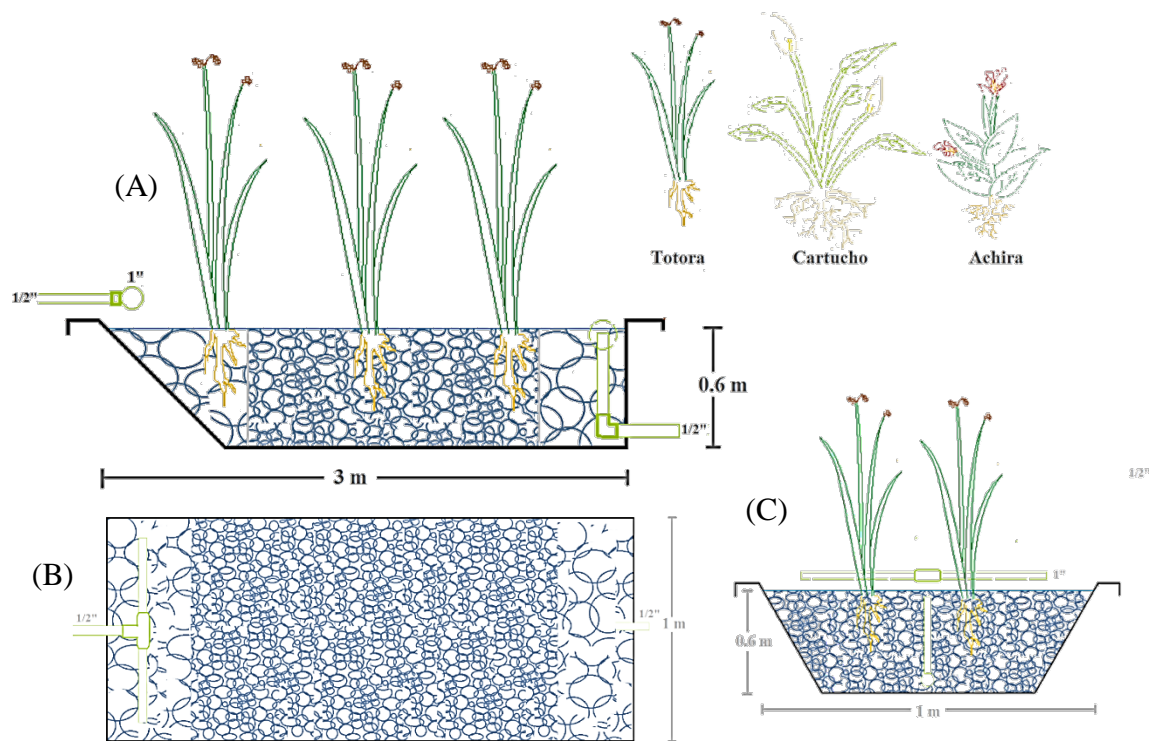 (A)
1/2"
1"
Totora
Cartucho
Achira
0.6 m
1/2"
3 m
(B)
1/2"
1/2"
1 m
(C)
1/2"
1"
0.6 m
1 m